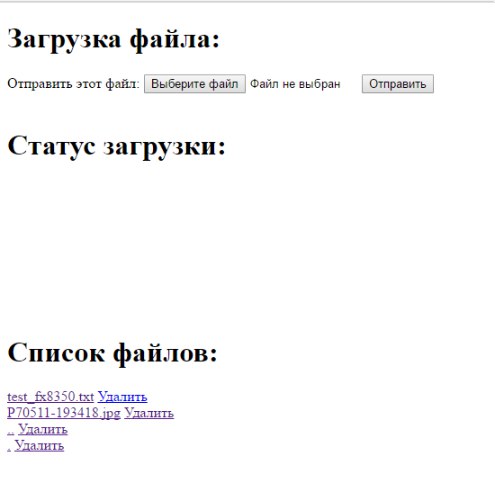 Загрузка файла:
Отправить этот файл: Выберите файл Файл не выбран Отправить
Статус загрузки:
Список файлов:
test_fx8350.txt Удалить
P70511-193418.jpg Удалить
.. Удалить
. Удалить